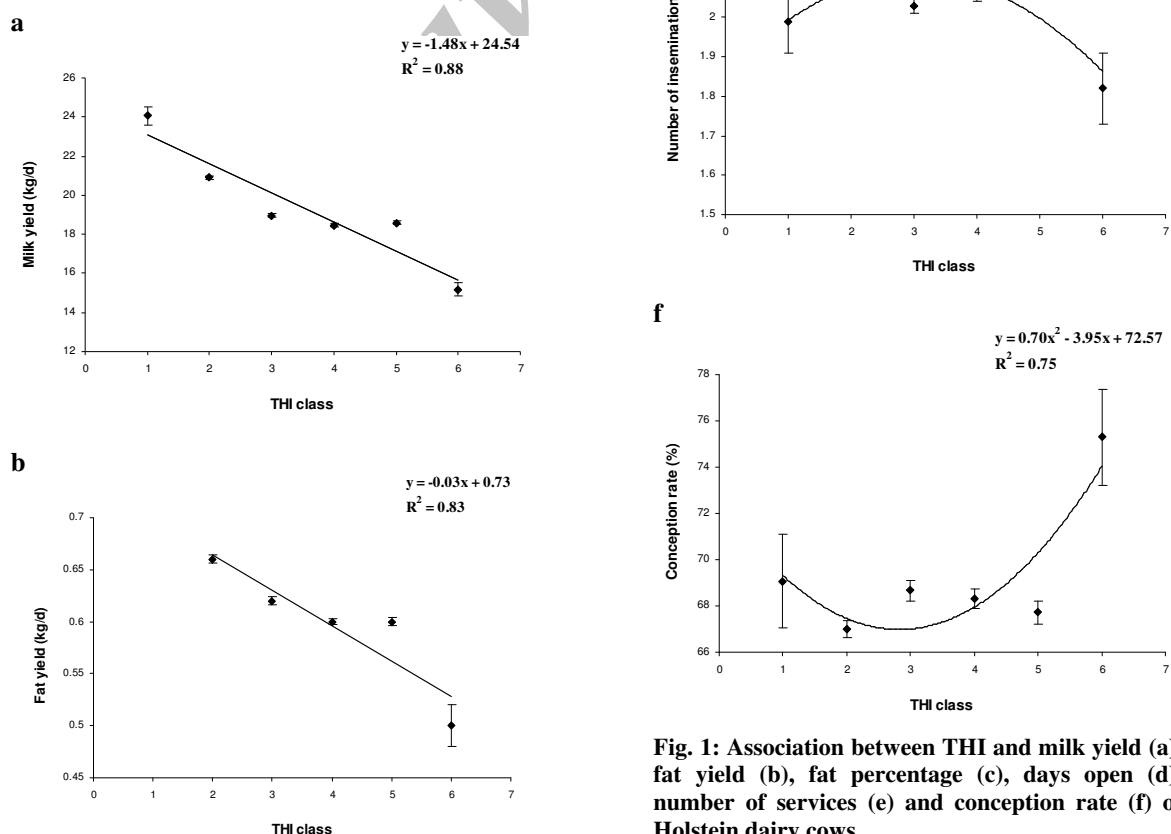 a
y = -1.48x + 24.54
R² = 0.88
26
24
22
20
18
16
14
12
0 1 2 3 4 5 6 7
Milk yield (kg/d)
THI class
b
y = -0.03x + 0.73
R² = 0.83
0.7
0.65
0.6
0.55
0.5
0.45
0 1 2 3 4 5 6 7
Fat yield (kg/d)
THI class
2
1.9
1.8
1.7
1.6
1.5
0 1 2 3 4 5 6 7
Number of insemination
THI class
f
y = 0.70x² - 3.95x + 72.57
R² = 0.75
78
76
74
72
70
68
66
0 1 2 3 4 5 6 7
Conception rate (%)
THI class
Fig. 1: Association between THI and milk yield (a)
fat yield (b), fat percentage (c), days open (d)
number of services (e) and conception rate (f) o
Holstein dairy cows